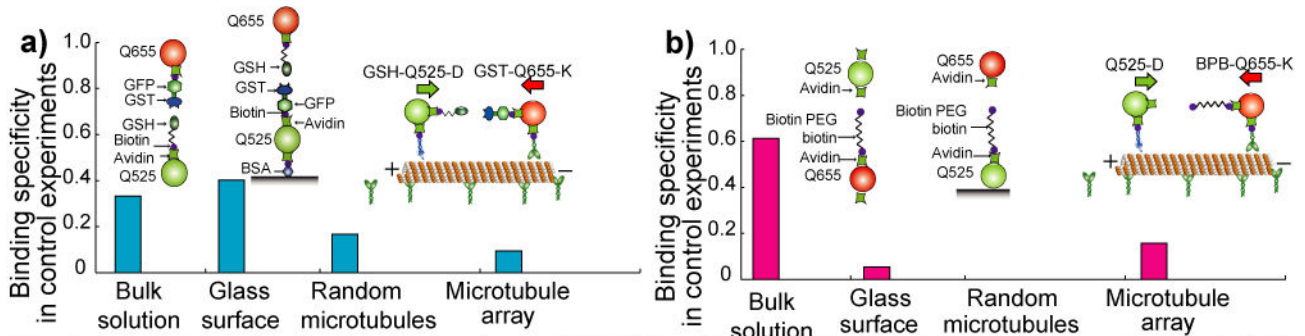 a)
Binding specificity
in control experiments
1.0
0.8
0.6
0.4
0.2
0
Q655
GFP
GST
GSH
Biotin
Avidin
Q525
Q655
GSH
GST
GFP
Biotin
Avidin
Q525
BSA
GSH-Q525-D
GST-Q655-K
+
−
Bulk
solution
Glass
surface
Random
microtubules
Microtubule
array
b)
Binding specificity
in control experiments
1.0
0.8
0.6
0.4
0.2
0
Q525
Avidin
Biotin PEG
biotin
Avidin
Q655
Q655
Avidin
Biotin PEG
biotin
Avidin
Q525
Q525-D
BPB-Q655-K
+
−
Bulk
solution
Glass
surface
Random
microtubules
Microtubule
array